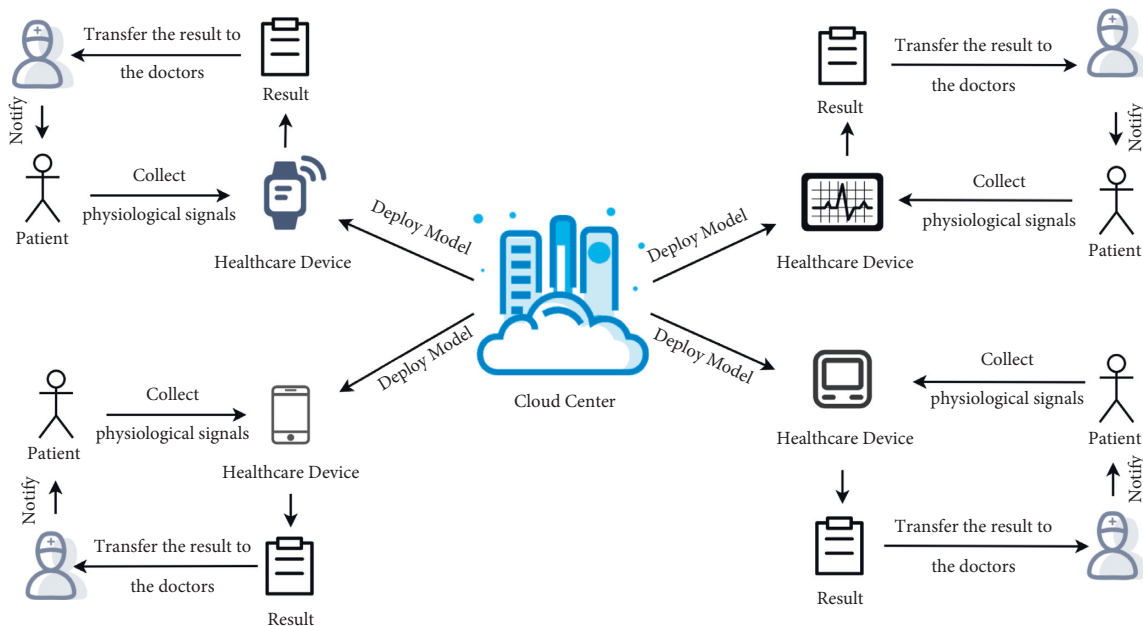 Transfer the result to
the doctors
Result
Notify
Collect
physiological signals
Patient
Healthcare Device
Deploy Model
Transfer the result to
the doctors
Result
Notify
Collect
physiological signals
Patient
Healthcare Device
Deploy Model
Cloud Center
Deploy Model
Collect
physiological signals
Patient
Healthcare Device
Notify
Transfer the result to
the doctors
Result
Deploy Model
Collect
physiological signals
Patient
Healthcare Device
Notify
Transfer the result to
the doctors
Result